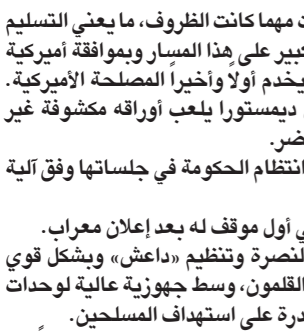 ت مهما كانت الظروف، ما يعني التسليم
كبير على هذا المسار وبموافقة أميركية
يخدم أولاً وأخيراً المصلحة الأميركية.
ديمستورا يلعب أوراقه مكشوفة غير
ضر.
انتظام الحكومة في جلساتها وفق آلية
ي أول موقف له بعد إعلان معراب.
لنصرة وتنظيم «داعش» وبشكل قوي
القلمون، وسط جهوزية عالية لوحدات
درة على استهداف المسلحين.